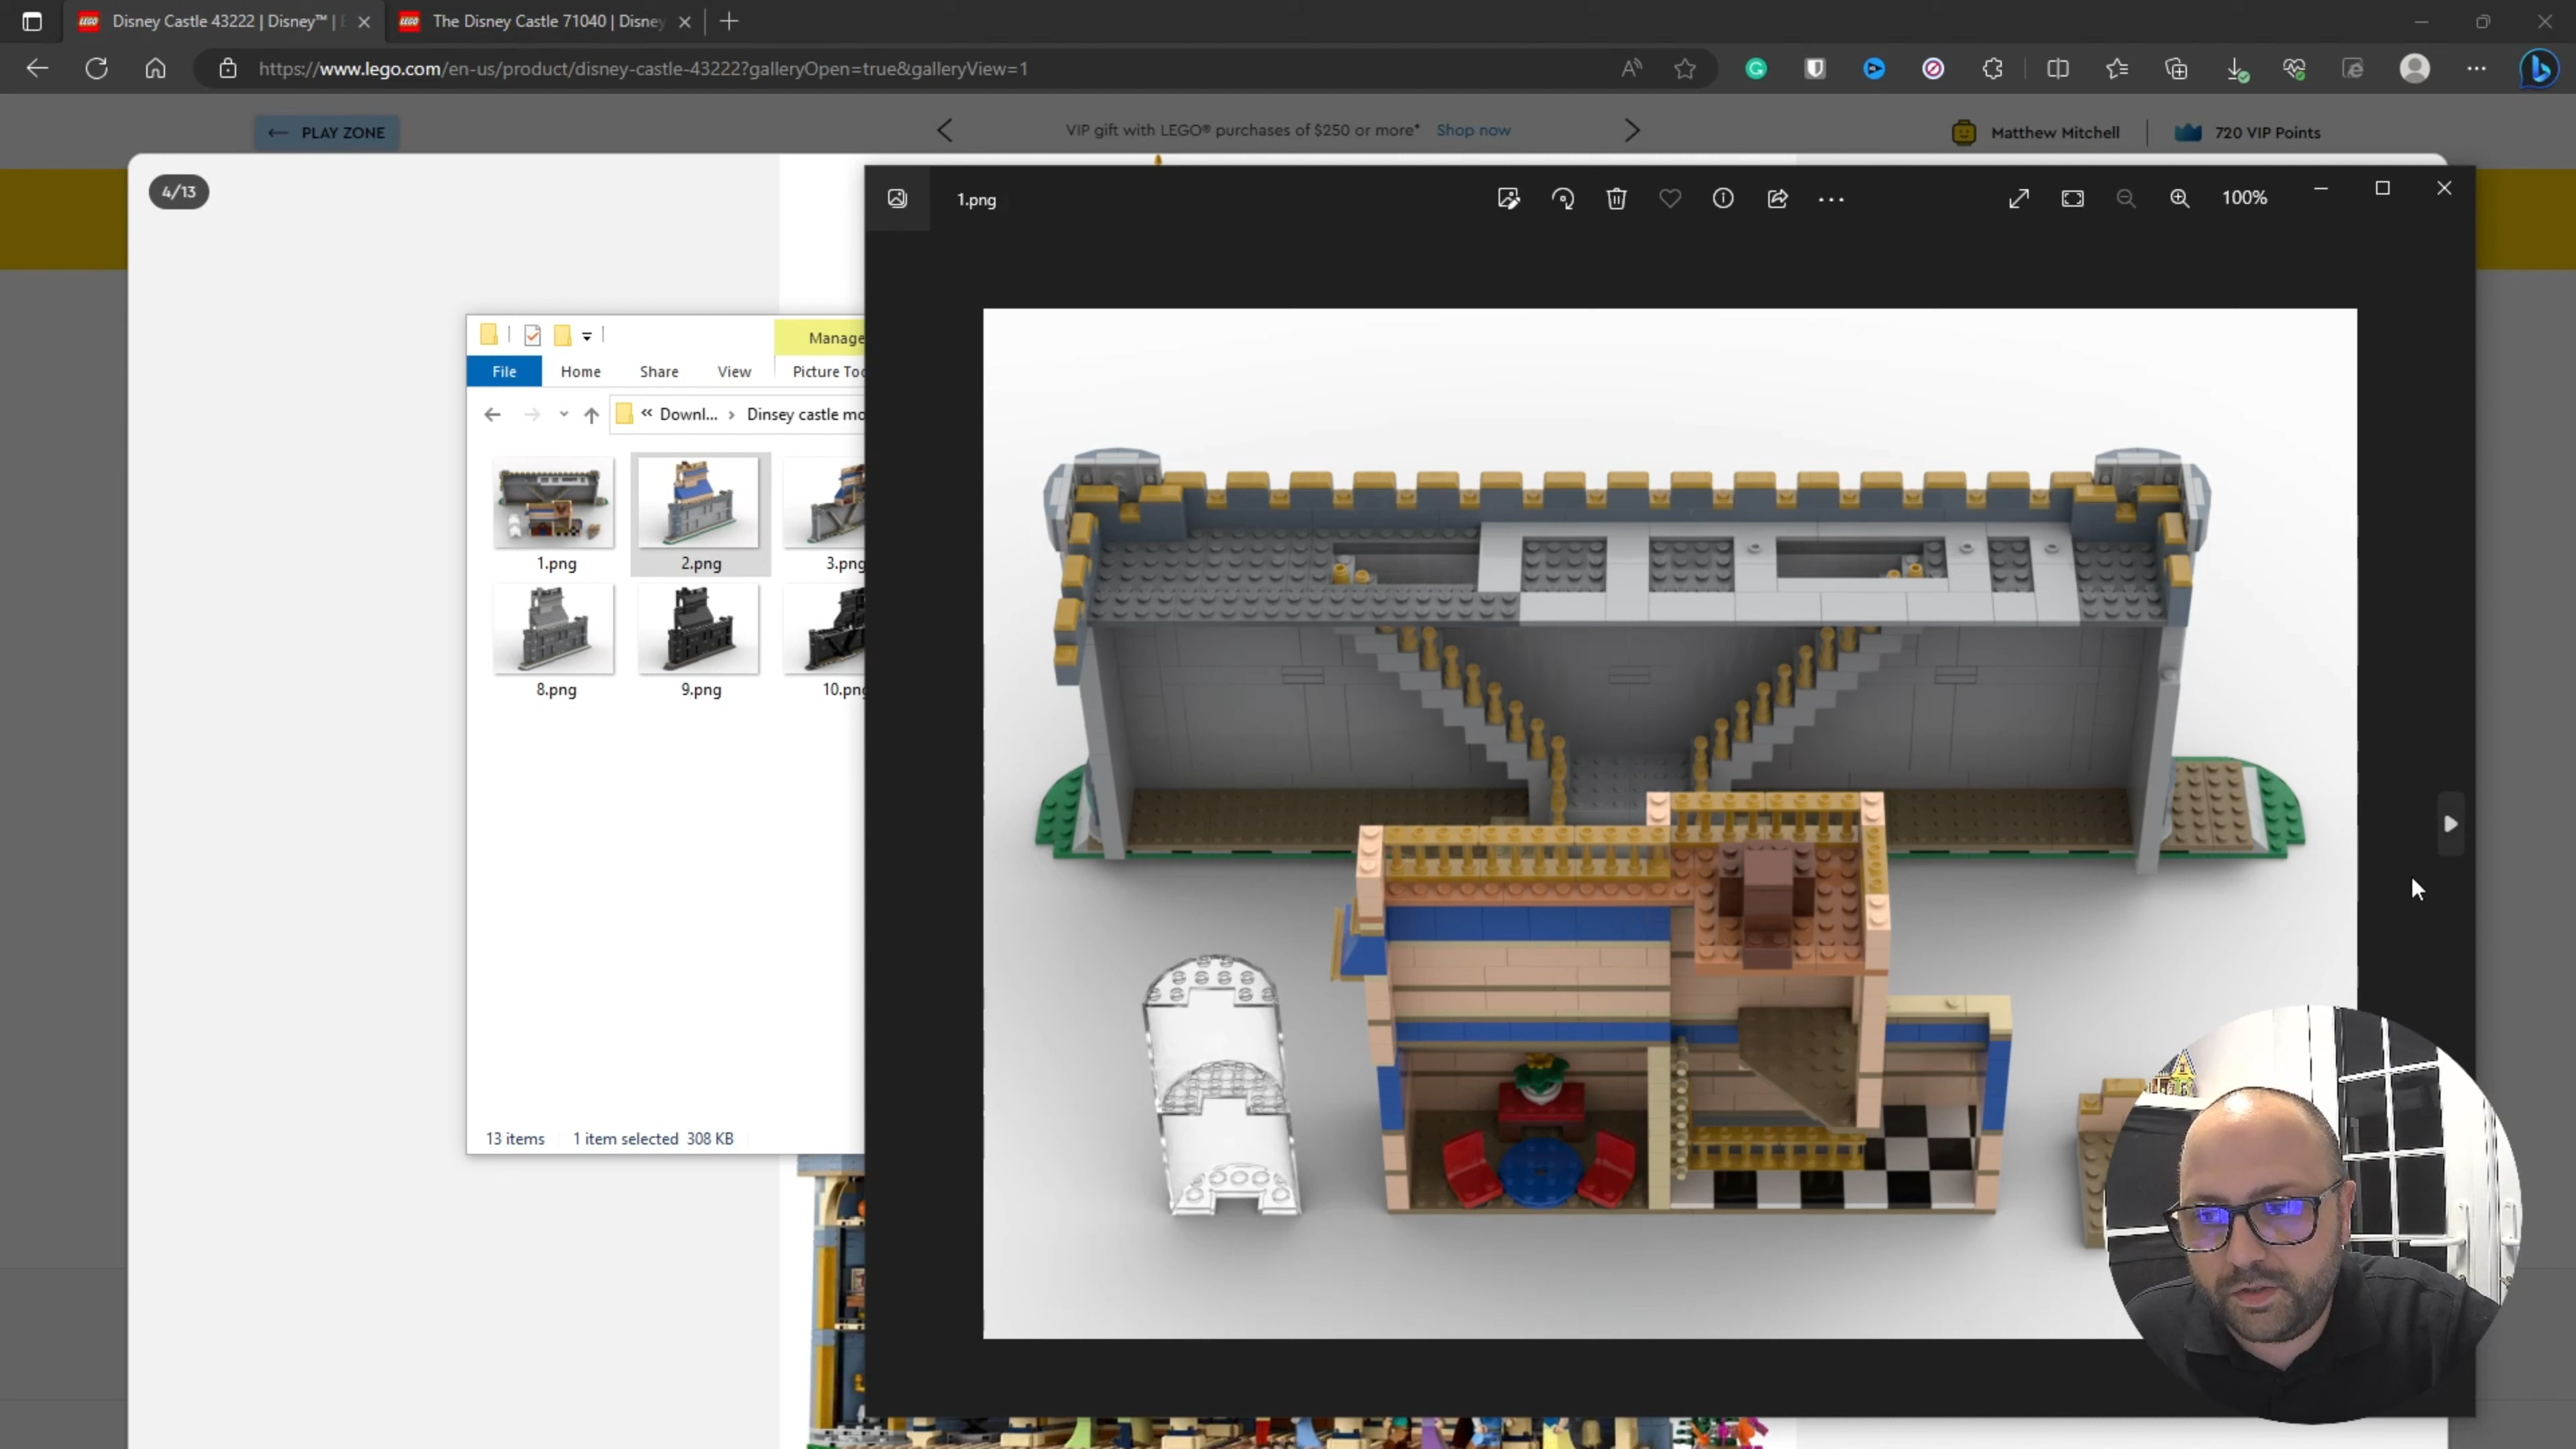 Disney Castle 43222 | Disney™ |
The Disney Castle 71040 | Disney
https://www.lego.com/en-us/product/disney-castle-43222?galleryOpen=true&galleryView=1
PLAY ZONE
VIP gift with LEGO® purchases of $250 or more* Shop now
Matthew Mitchell
720 VIP Points
4/13
1.png
100%
Manage
File Home Share View Picture Too
« Downl... › Dinsey castle mo
1.png 2.png 3.png
8.png 9.png 10.png
13 items 1 item selected 308 KB